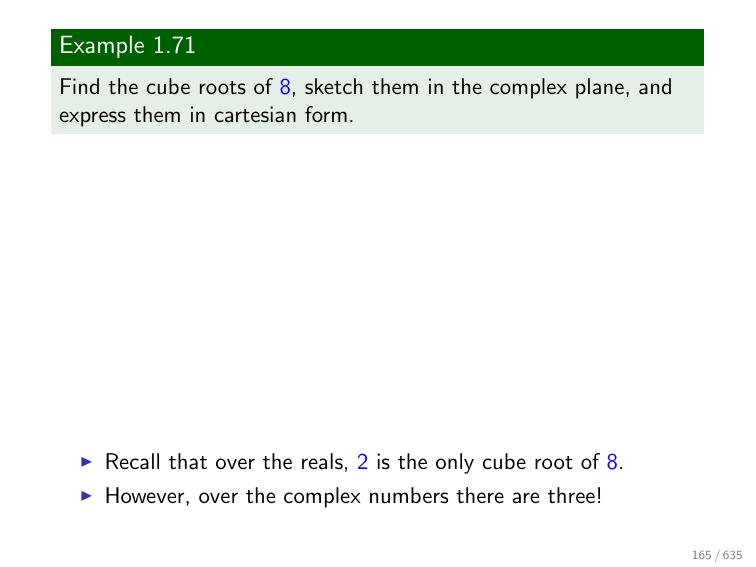 Example 1.71
Find the cube roots of 8, sketch them in the complex plane, and
express them in cartesian form.
▶ Recall that over the reals, 2 is the only cube root of 8.
▶ However, over the complex numbers there are three!
165 / 635